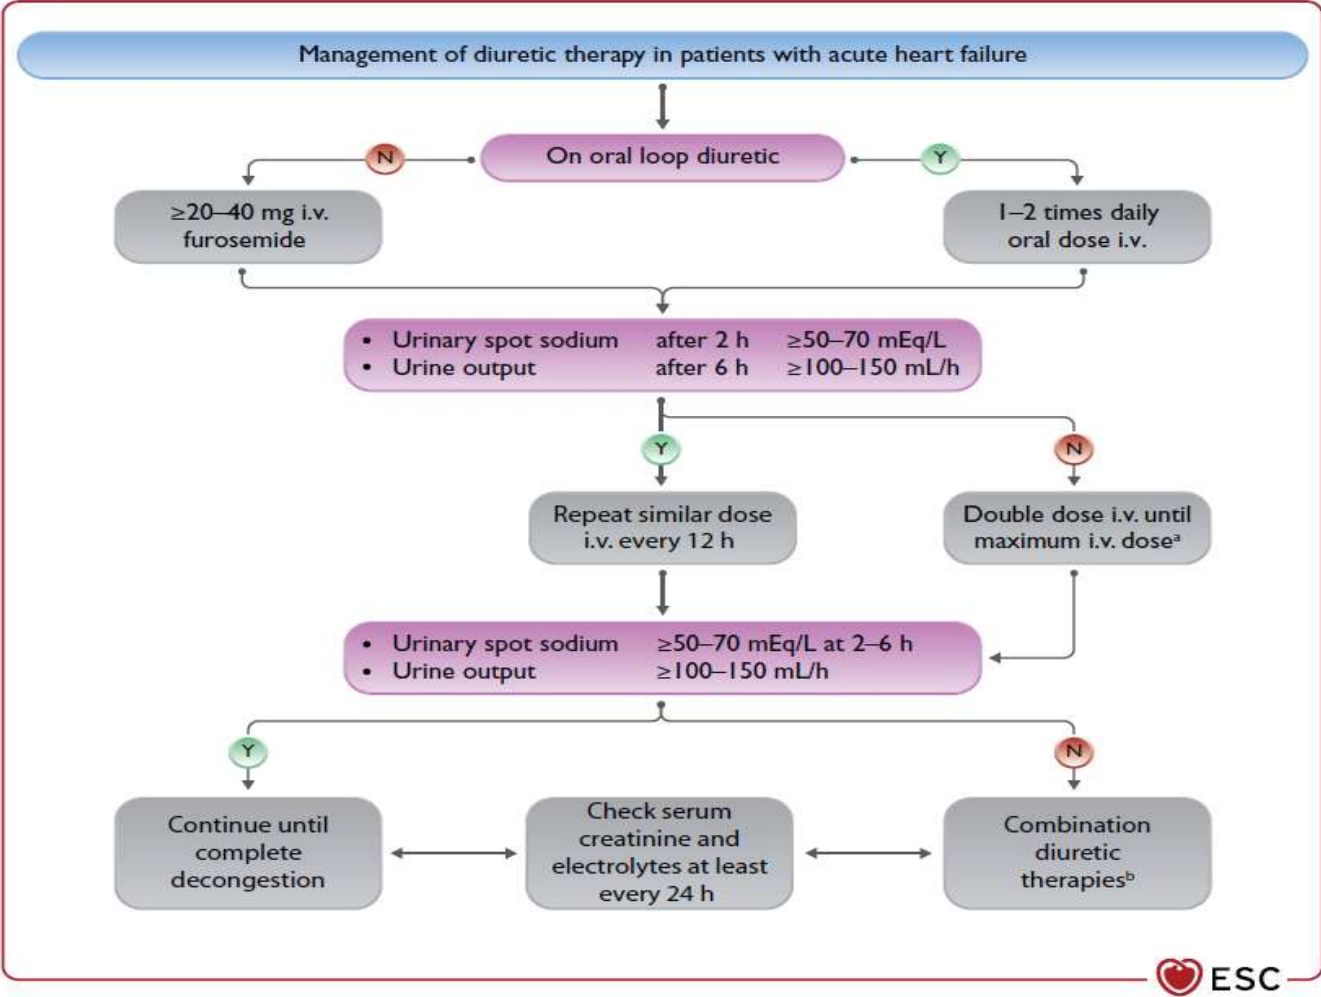 Management of diuretic therapy in patients with acute heart failure
N
On oral loop diuretic
Y
≥20–40 mg i.v.
furosemide
1–2 times daily
oral dose i.v.
• Urinary spot sodium after 2 h ≥50–70 mEq/L
• Urine output after 6 h ≥100–150 mL/h
Y
N
Repeat similar dose
i.v. every 12 h
Double dose i.v. until
maximum i.v. doseᵃ
• Urinary spot sodium ≥50–70 mEq/L at 2–6 h
• Urine output ≥100–150 mL/h
Y
N
Continue until
complete
decongestion
Check serum
creatinine and
electrolytes at least
every 24 h
Combination
diuretic
therapiesᵇ
ESC